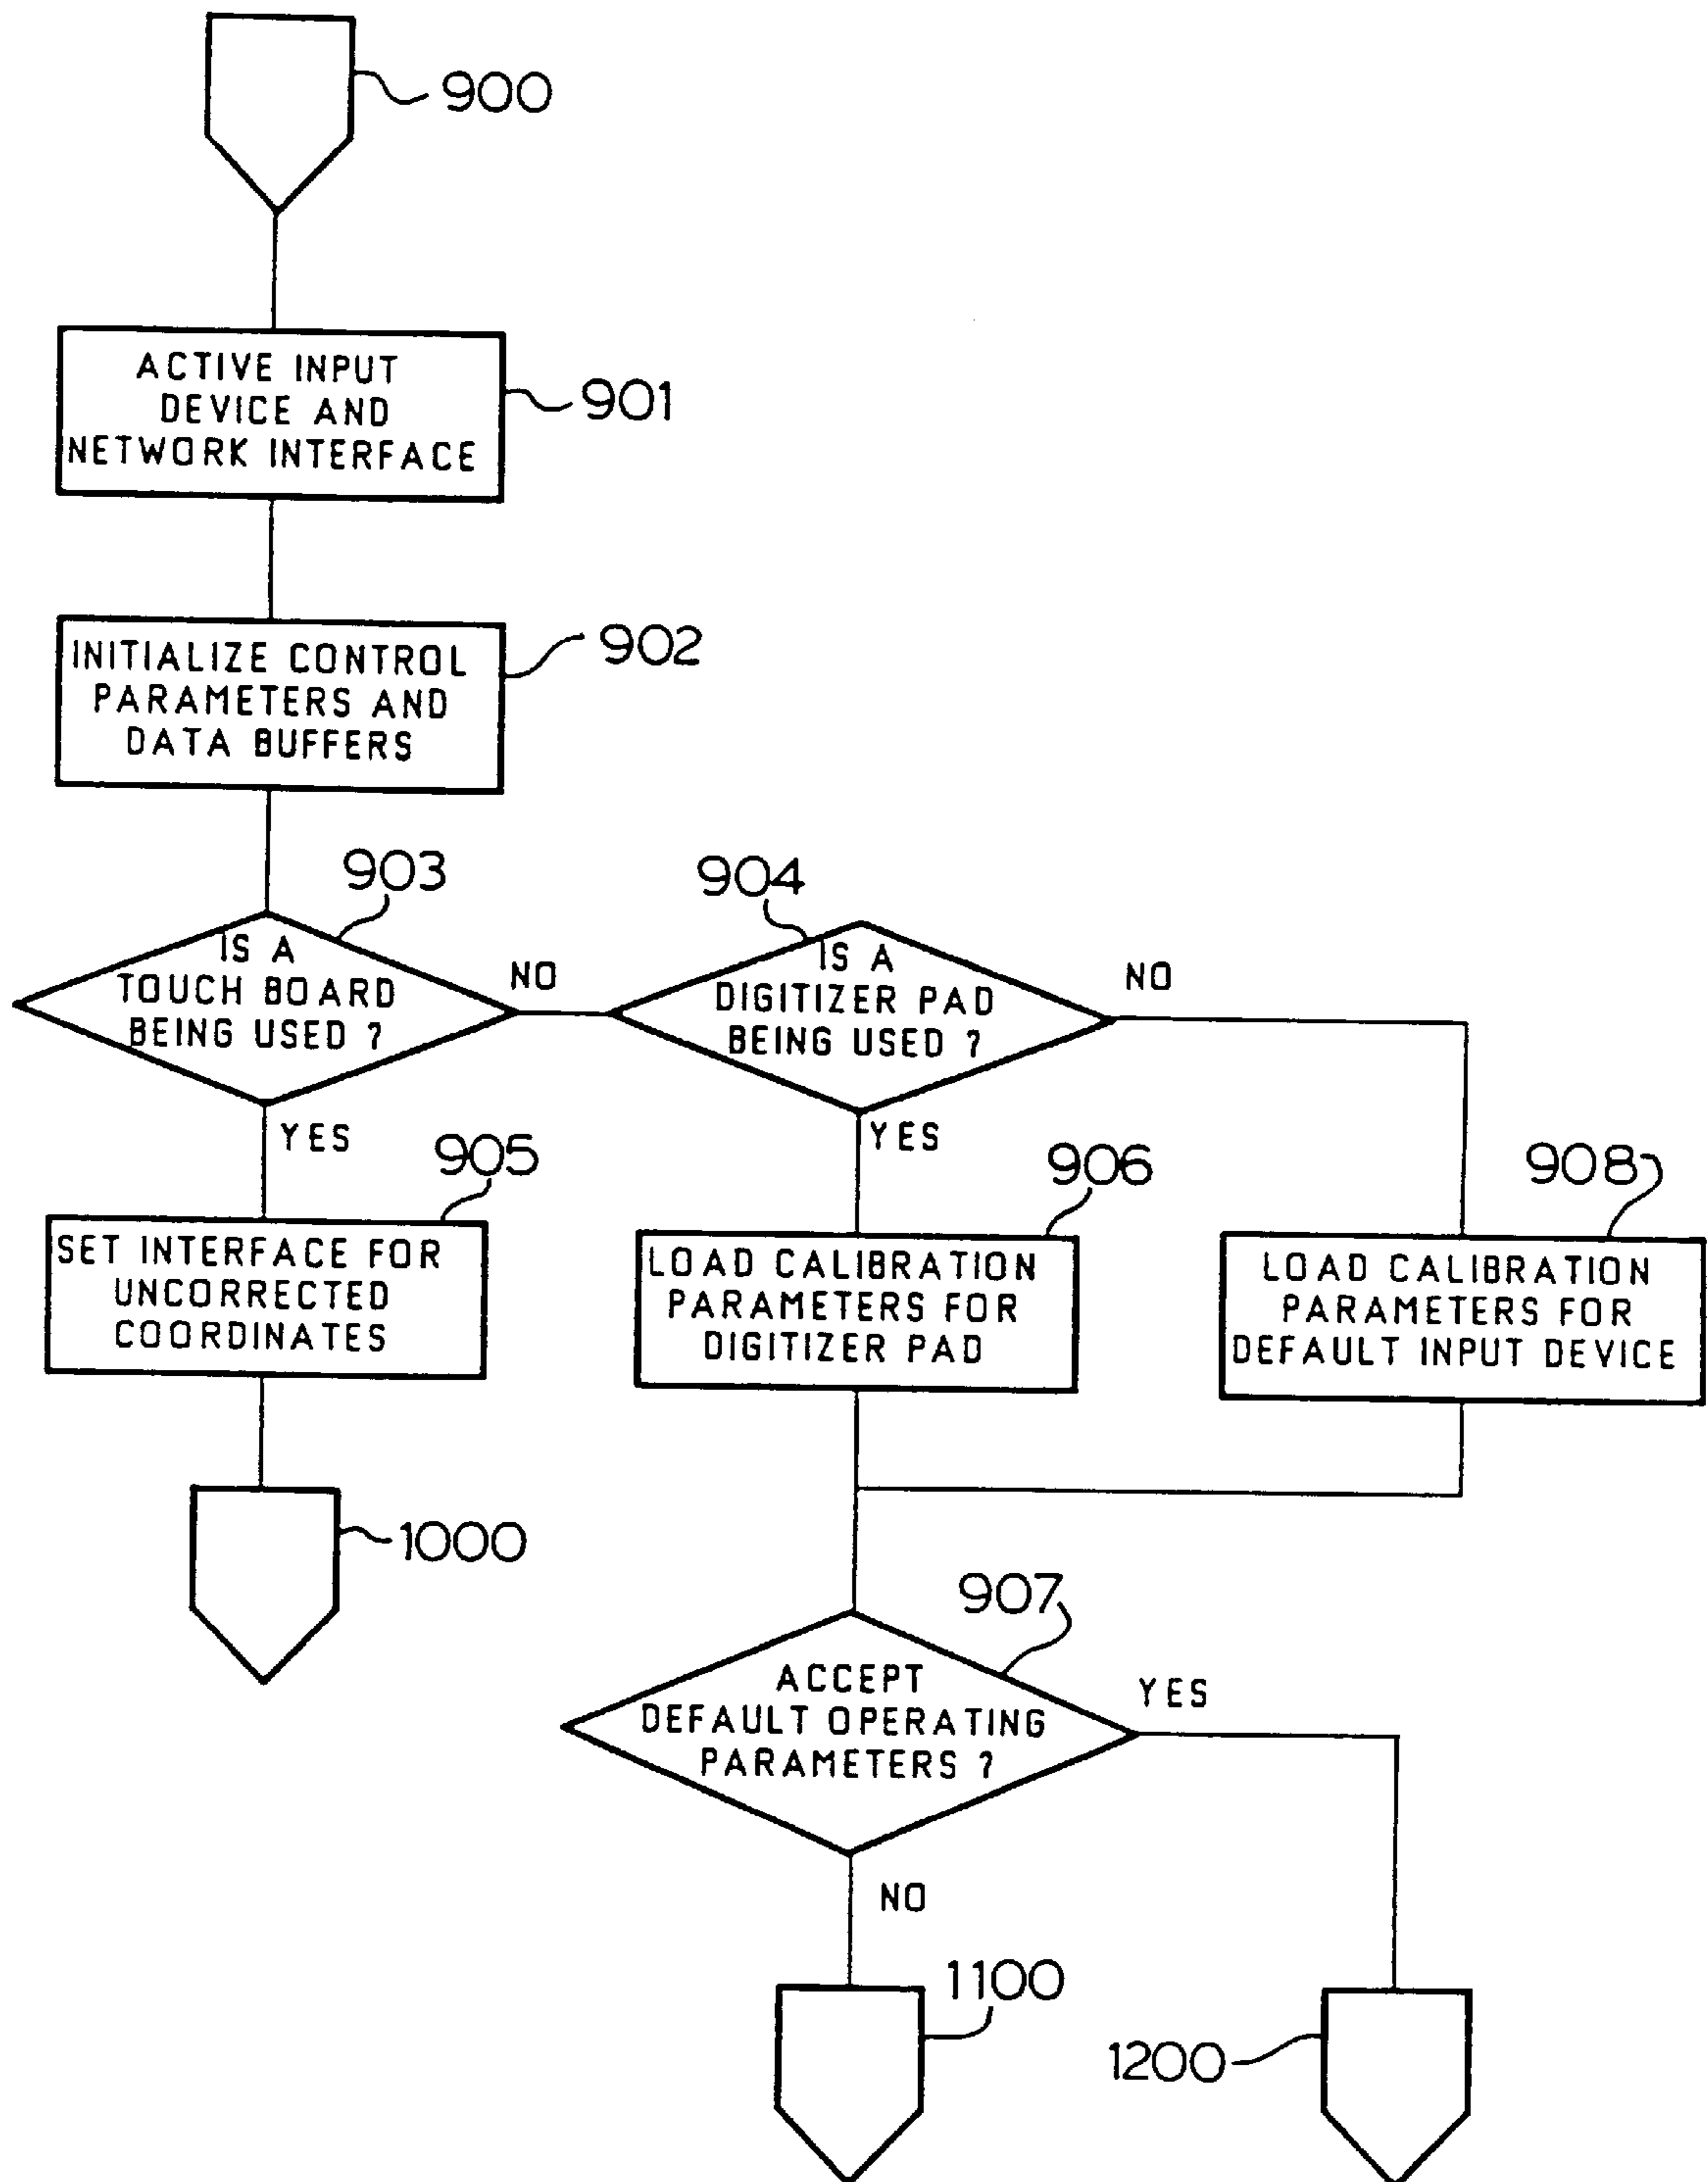 900
ACTIVE INPUT
DEVICE AND
NETWORK INTERFACE
901
INITIALIZE CONTROL
PARAMETERS AND
DATA BUFFERS
902
903
IS A
TOUCH BOARD
BEING USED ?
NO
904
IS A
DIGITIZER PAD
BEING USED ?
NO
YES
YES
905
SET INTERFACE FOR
UNCORRECTED
COORDINATES
906
LOAD CALIBRATION
PARAMETERS FOR
DIGITIZER PAD
908
LOAD CALIBRATION
PARAMETERS FOR
DEFAULT INPUT DEVICE
1000
907
ACCEPT
DEFAULT OPERATING
PARAMETERS ?
YES
NO
1100
1200